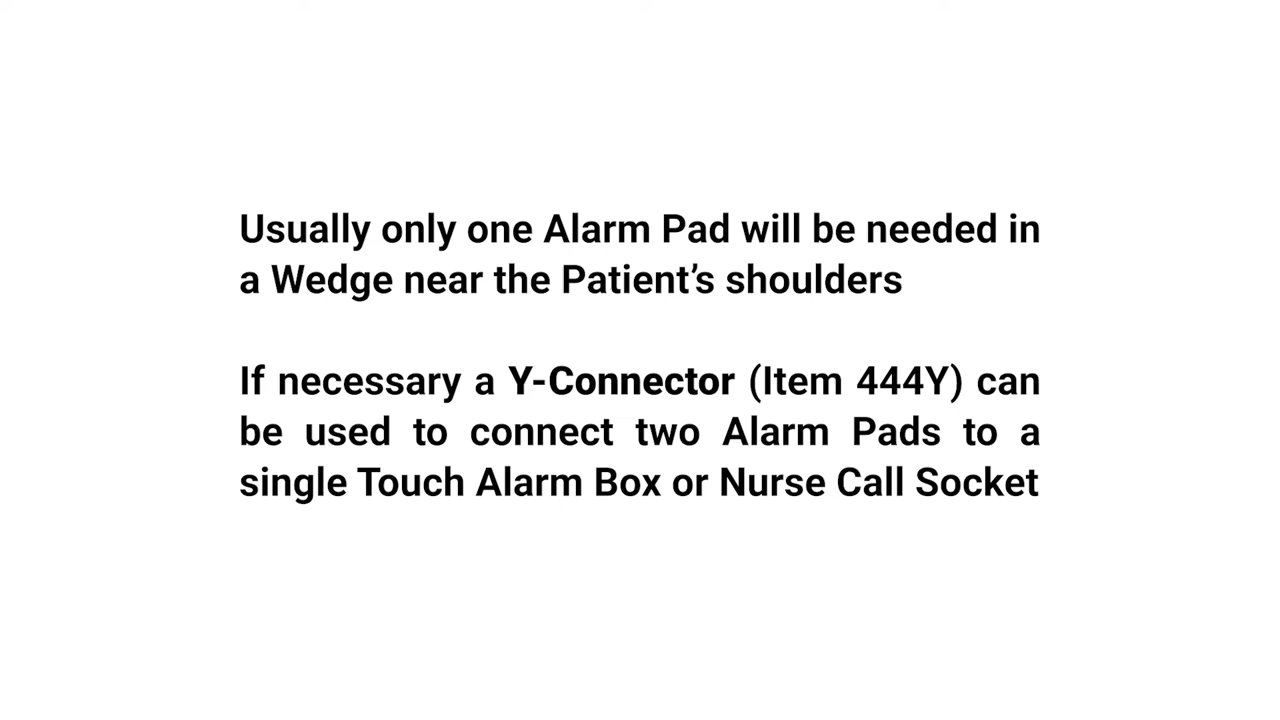 Usually only one Alarm Pad will be needed in
a Wedge near the Patient’s shoulders
If necessary a Y-Connector (Item 444Y) can
be used to connect two Alarm Pads to a
single Touch Alarm Box or Nurse Call Socket